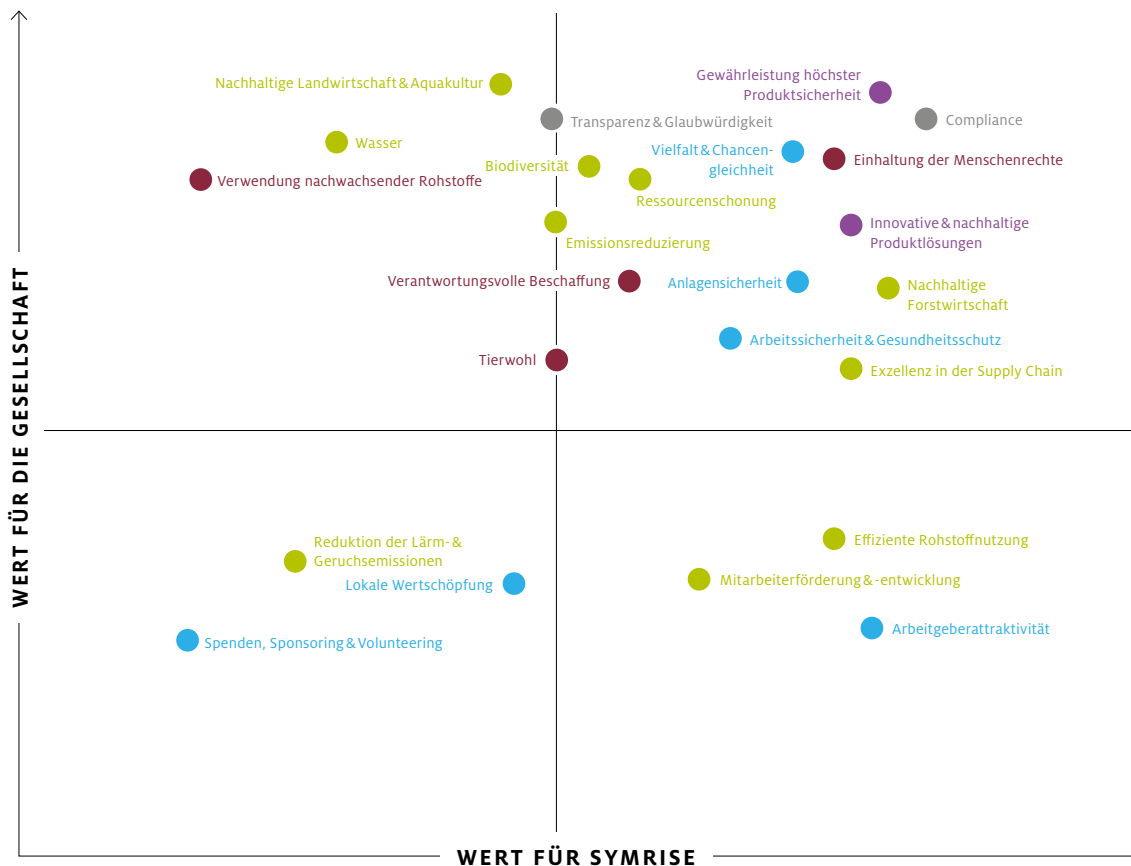 Nachhaltige Landwirtschaft & Aquakultur
Gewährleistung höchster
Produktsicherheit
Transparenz & Glaubwürdigkeit
Compliance
Wasser
Vielfalt & Chancen-
gleichheit
Biodiversität
Einhaltung der Menschenrechte
Verwendung nachwachsender Rohstoffe
Ressourcenschonung
Emissionsreduzierung
Innovative & nachhaltige
Produktlösungen
Verantwortungsvolle Beschaffung
Anlagensicherheit
Nachhaltige
Forstwirtschaft
Arbeitssicherheit & Gesundheitsschutz
Tierwohl
Exzellenz in der Supply Chain
WERT FÜR DIE GESELLSCHAFT
Reduktion der Lärm- &
Geruchsemissionen
Effiziente Rohstoffnutzung
Lokale Wertschöpfung
Mitarbeiterförderung & -entwicklung
Spenden, Sponsoring & Volunteering
Arbeitgeberattraktivität
WERT FÜR SYMRISE